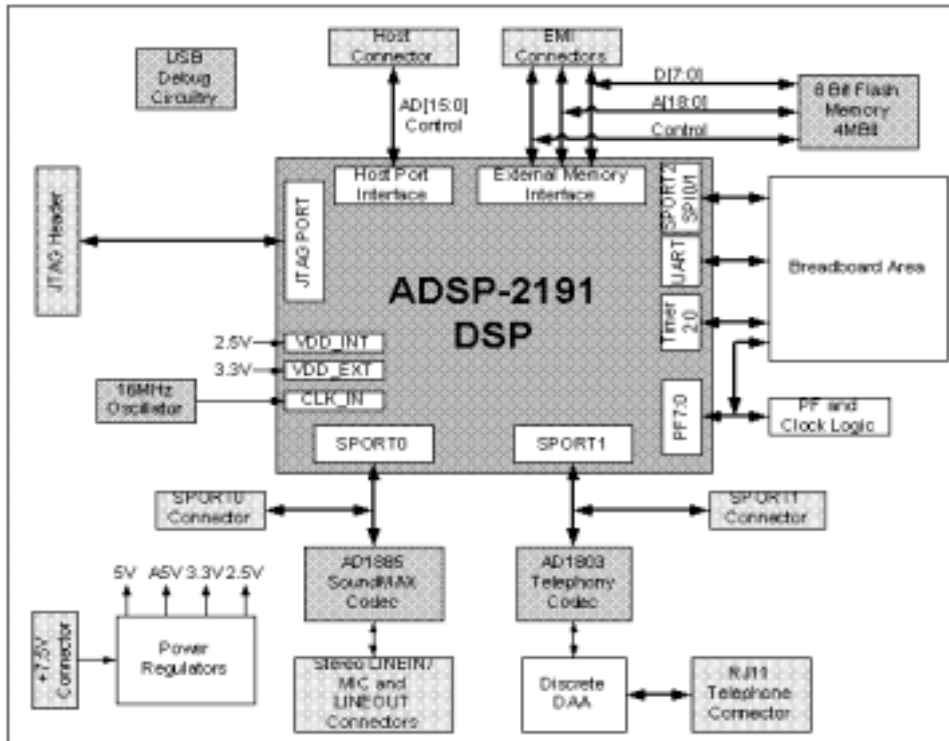 USB
Debug
Circuitry
Host
Connector
EMI
Connectors
AD[15:0]
Control
D[7:0]
A[18:0]
Control
8 Bit Flash
Memory
4MBit
JTAG Header
JTAG PORT
Host Port
Interface
External Memory
Interface
SPORT2
SPI0/1
UART
Timer
2:0
PF7:0
Breadboard Area
ADSP-2191
DSP
2.5V
VDD_INT
3.3V
VDD_EXT
16MHz
Oscillator
CLK_IN
PF and
Clock Logic
SPORT0
SPORT1
SPORT0
Connector
SPORT1
Connector
AD1885
SoundMAX
Codec
AD1803
Telephony
Codec
5V A5V 3.3V 2.5V
+7.5V
Connector
Power
Regulators
Stereo LINEIN/
MIC and
LINEOUT
Connectors
Discrete
DAA
RJ11
Telephone
Connector